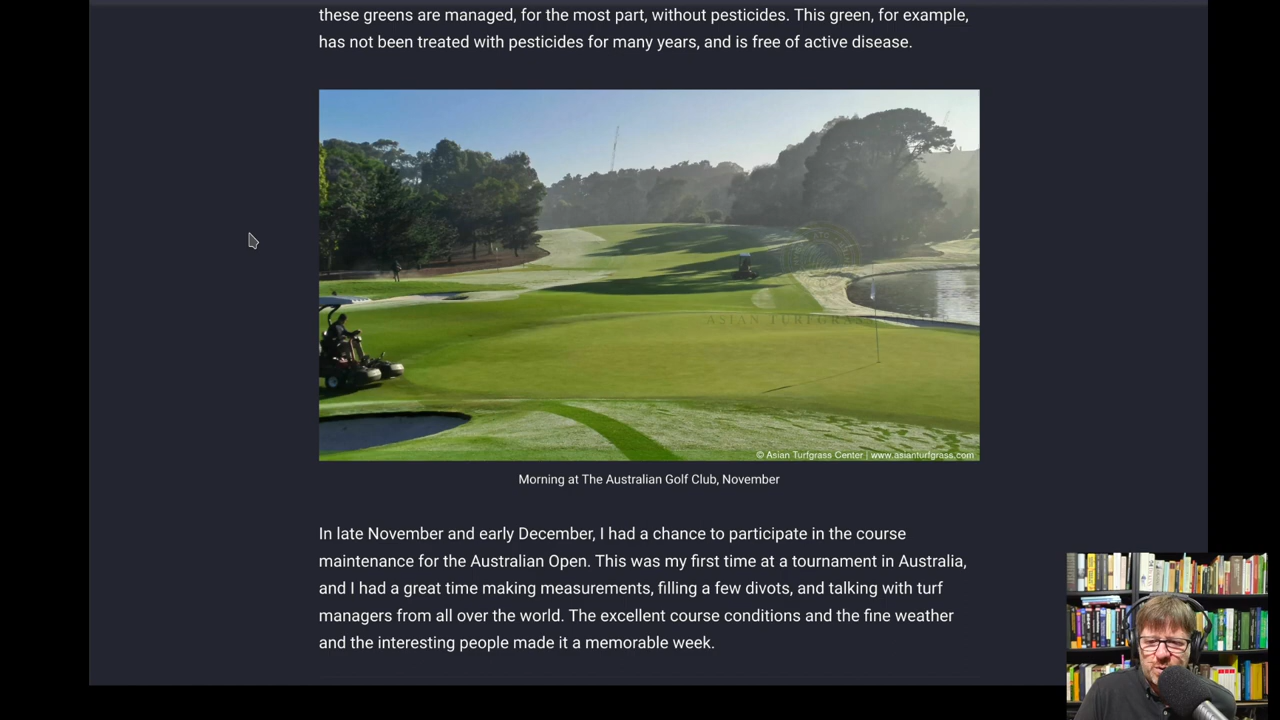 these greens are managed, for the most part, without pesticides. This green, for example,
has not been treated with pesticides for many years, and is free of active disease.
ASIAN TURFGRASS
© Asian Turfgrass Center | www.asianturfgrass.com
Morning at The Australian Golf Club, November
In late November and early December, I had a chance to participate in the course
maintenance for the Australian Open. This was my first time at a tournament in Australia,
and I had a great time making measurements, filling a few divots, and talking with turf
managers from all over the world. The excellent course conditions and the fine weather
and the interesting people made it a memorable week.